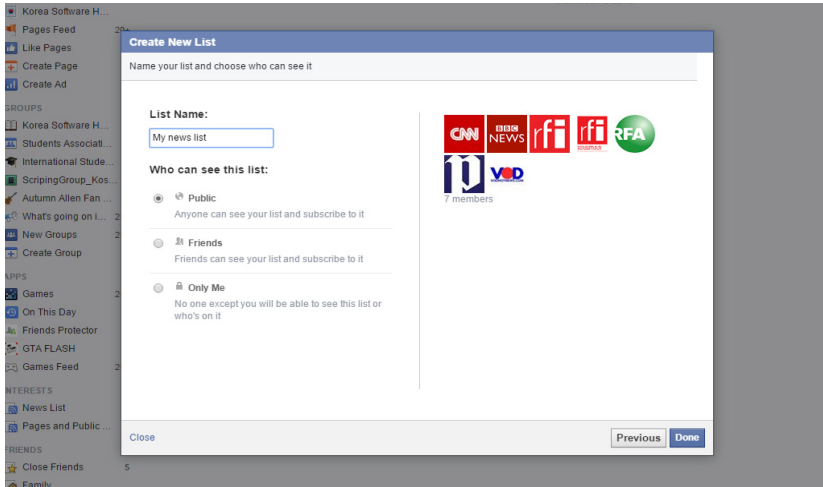 Korea Software H...
Pages Feed 20+
Like Pages
Create Page
Create Ad
GROUPS
Korea Software H...
Students Associati...
International Stude...
ScripingGroup_Kos...
Autumn Allen Fan ...
What's going on i... 2
New Groups 2
Create Group
APPS
Games 2
On This Day
Friends Protector
GTA FLASH
Games Feed 2
INTERESTS
News List
Pages and Public ...
FRIENDS
Close Friends 5
Family
Create New List
Name your list and choose who can see it
List Name:
My news list
Who can see this list:
Public
Anyone can see your list and subscribe to it
Friends
Friends can see your list and subscribe to it
Only Me
No one except you will be able to see this list or
who's on it
CNN
BBC
NEWS
rfi
rfi
RFA
p
VOD
7 members
Close
Previous
Done